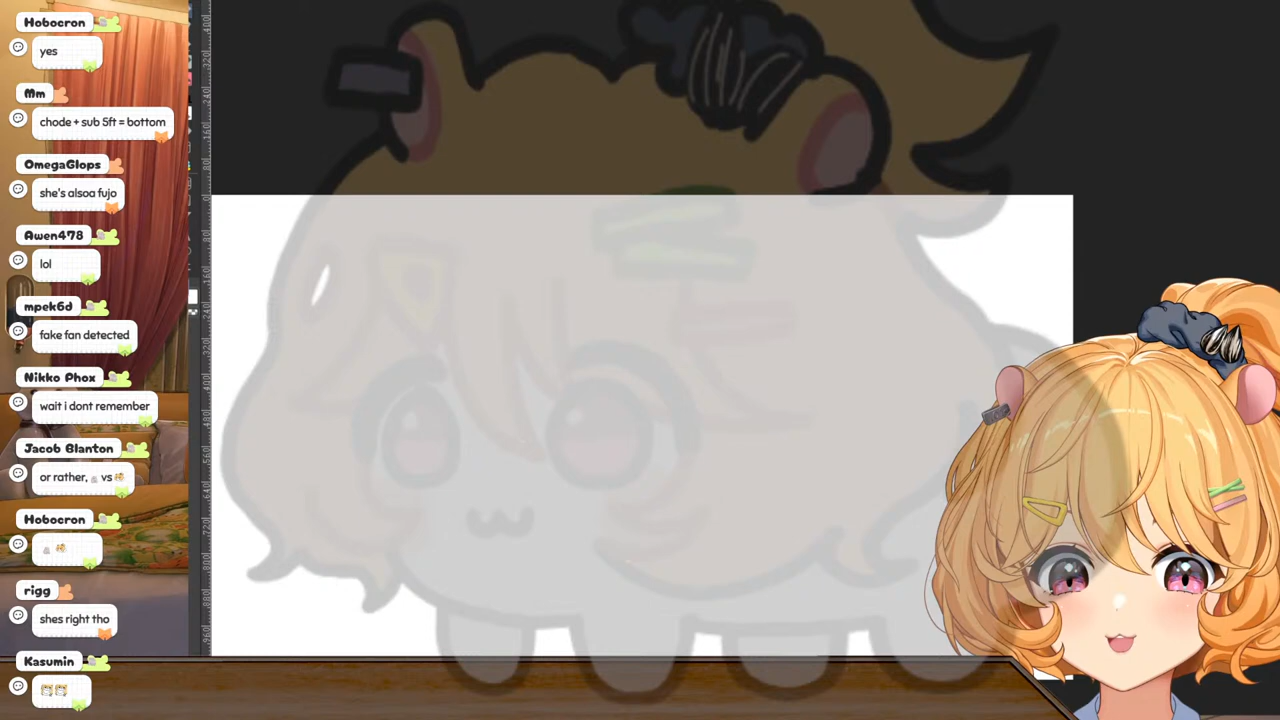 Hobocron
yes
Mm
chode + sub 5ft = bottom
OmegaGlops
she's alsoa fujo
Awen478
lol
mpek6d
fake fan detected
Nikko Phox
wait i dont remember
Jacob Blanton
or rather, vs
Hobocron
rigg
shes right tho
Kasumin